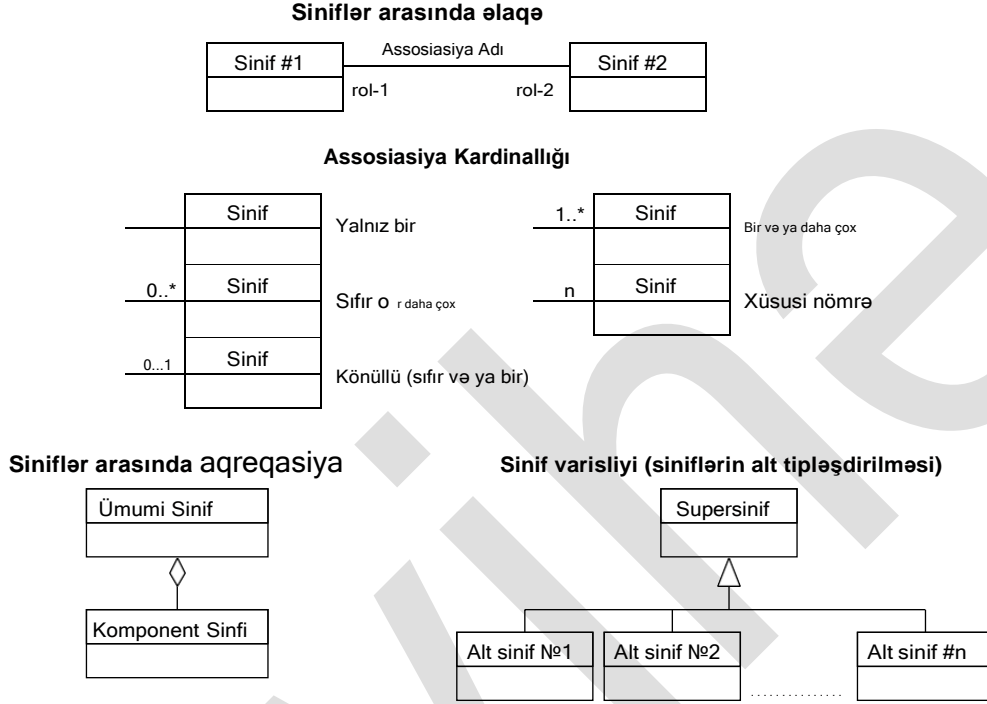 Siniflər arasında əlaqə
Assosiasiya Adı
Sinif #1
Sinif #2
rol-1
rol-2
Assosiasiya Kardinallığı
Sinif
Yalnız bir
1..*
Sinif
Bir və ya daha çox
0..*
Sinif
Sıfır o r daha çox
n
Sinif
Xüsusi nömrə
0...1
Sinif
Könüllü (sıfır və ya bir)
Siniflər arasında aqreqasiya
Sinif varisliyi (siniflərin alt tipləşdirilməsi)
Ümumi Sinif
Supersinif
Komponent Sinfi
Alt sinif №1
Alt sinif №2
...............
Alt sinif #n